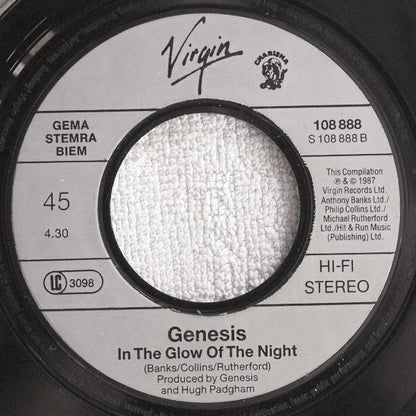 Virgin
CHARISMA
GEMA
STEMRA
BIEM
108 888
S 108 888 B
45
4.30
This Compilation
℗ & © 1987
Virgin Records Ltd.
Anthony Banks Ltd./
Philip Collins Ltd./
Michael Rutherford
Ltd./Hit & Run Music
(Publishing) Ltd.
LC 3098
HI-FI
STEREO
Genesis
In The Glow Of The Night
(Banks/Collins/Rutherford)
Produced by Genesis
and Hugh Padgham